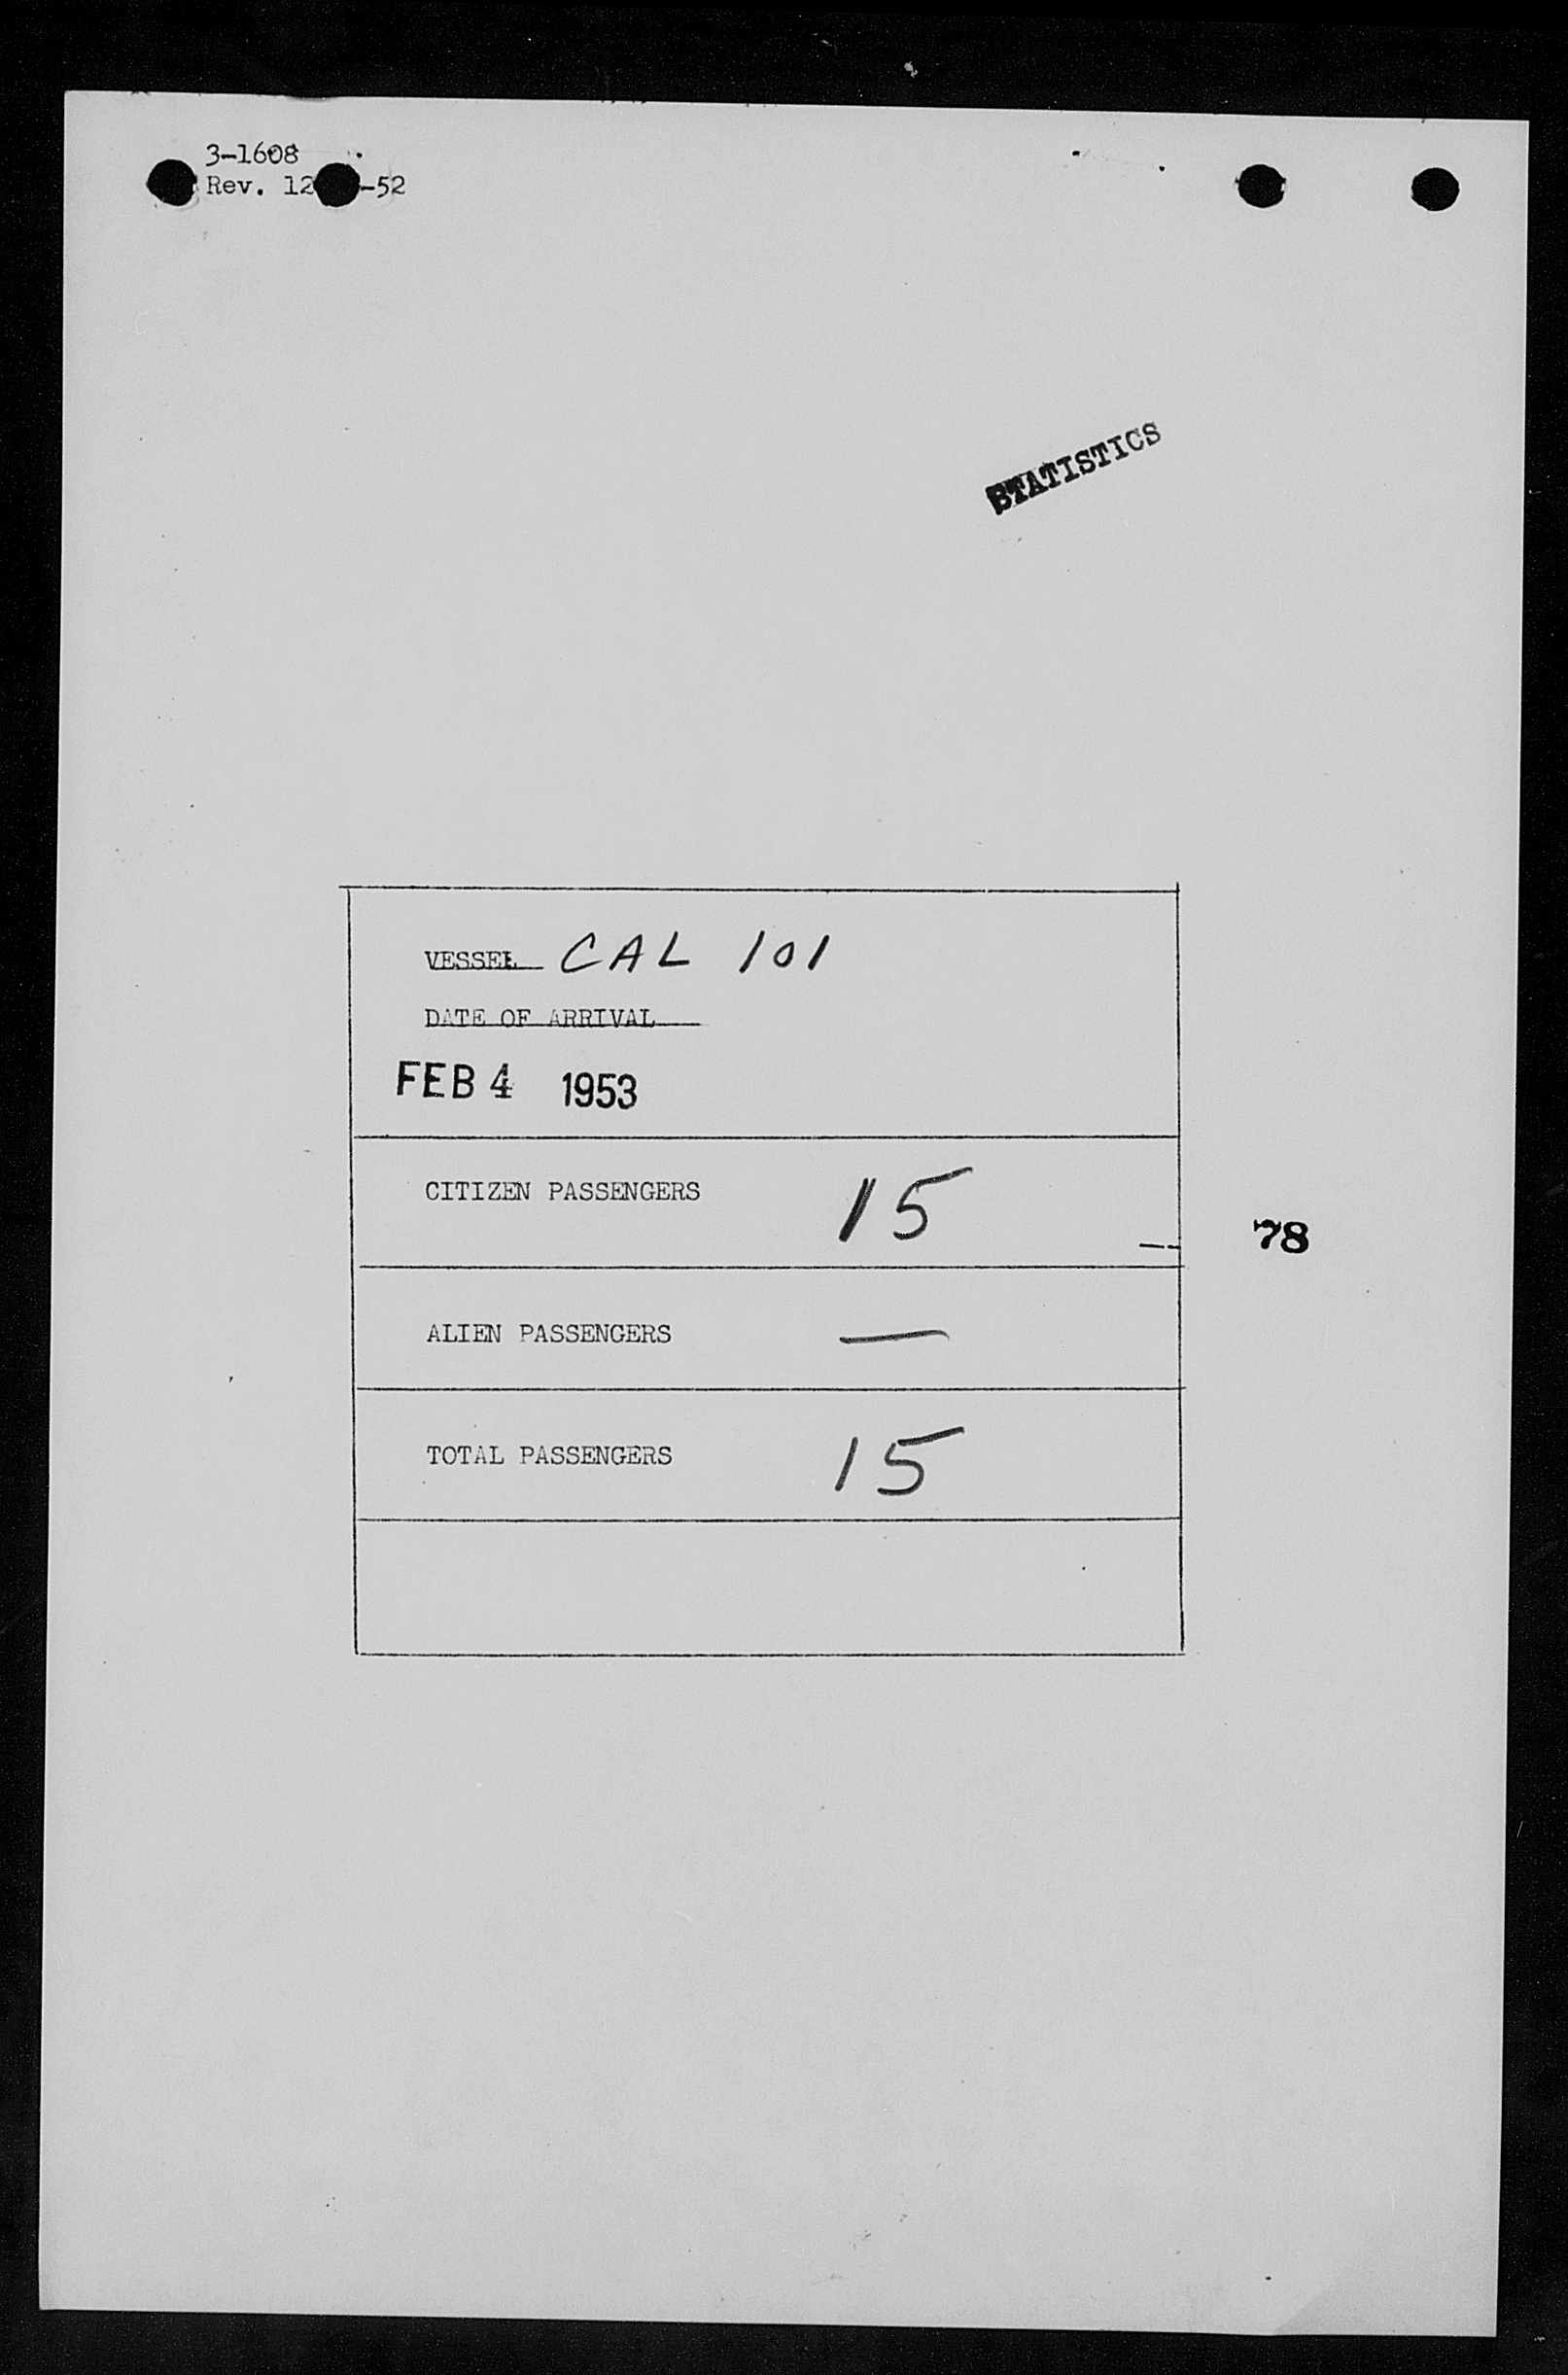 3-1608
Rev. 12 -52
STATISTICS
VESSEL CAL 101
DATE OF ARRIVAL
FEB 4 1953
CITIZEN PASSENGERS 15
78
ALIEN PASSENGERS —
TOTAL PASSENGERS 15